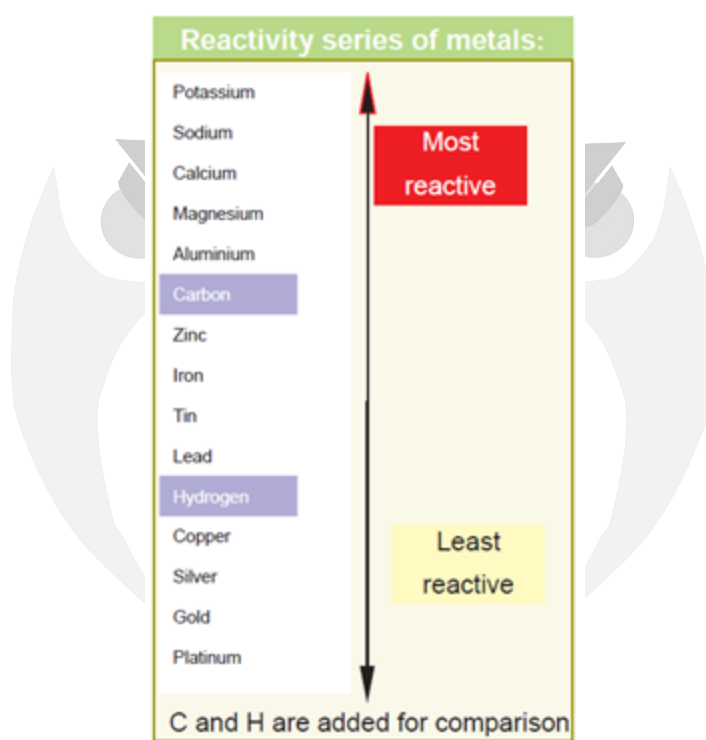 Reactivity series of metals:
Potassium
Sodium
Calcium
Magnesium
Aluminium
Carbon
Zinc
Iron
Tin
Lead
Hydrogen
Copper
Silver
Gold
Platinum
Most
reactive
Least
reactive
C and H are added for comparison